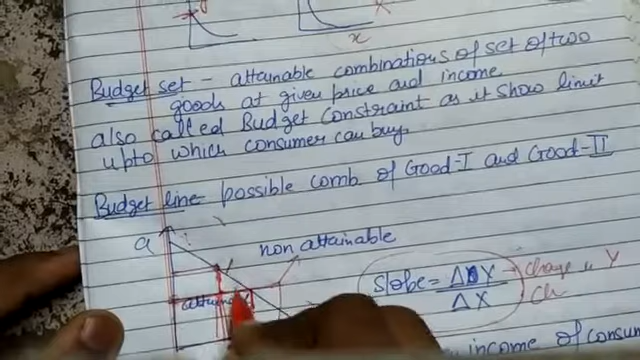 x
Budget set - attainable combinations of set of two
goods at given price and income
also called Budget constraint as it show limit
upto which consumer can buy.
Budget line - possible comb. of Good-I and Good-II
a
non attainable
Slope = ΔY / ΔX → change in Y
Ch
income of